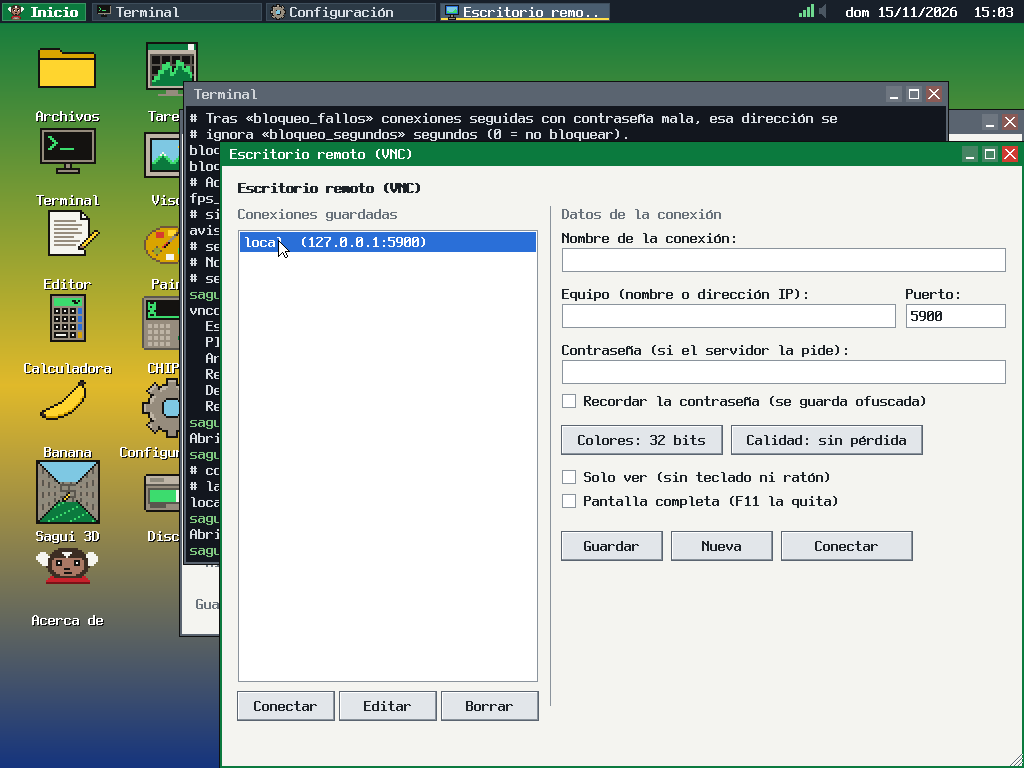 Inicio
Terminal
Configuración
Escritorio remo..
dom 15/11/2026
15:03
Archivos
Terminal
Editor
Calculadora
Banana
Sagui 3D
Acerca de
Terminal
# Tras «bloqueo_fallos» conexiones seguidas con contraseña mala, esa dirección se
# ignora «bloqueo_segundos» segundos (0 = no bloquear).
Escritorio remoto (VNC)
Escritorio remoto (VNC)
Conexiones guardadas
local (127.0.0.1:5900)
Conectar
Editar
Borrar
Datos de la conexión
Nombre de la conexión:
Equipo (nombre o dirección IP):
Puerto:
5900
Contraseña (si el servidor la pide):
Recordar la contraseña (se guarda ofuscada)
Colores: 32 bits
Calidad: sin pérdida
Solo ver (sin teclado ni ratón)
Pantalla completa (F11 la quita)
Guardar
Nueva
Conectar